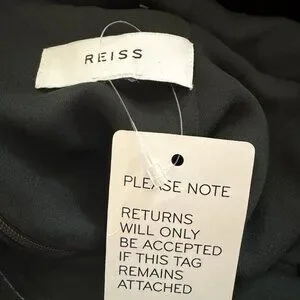 REISS
PLEASE NOTE
RETURNS
WILL ONLY
BE ACCEPTED
IF THIS TAG
REMAINS
ATTACHED